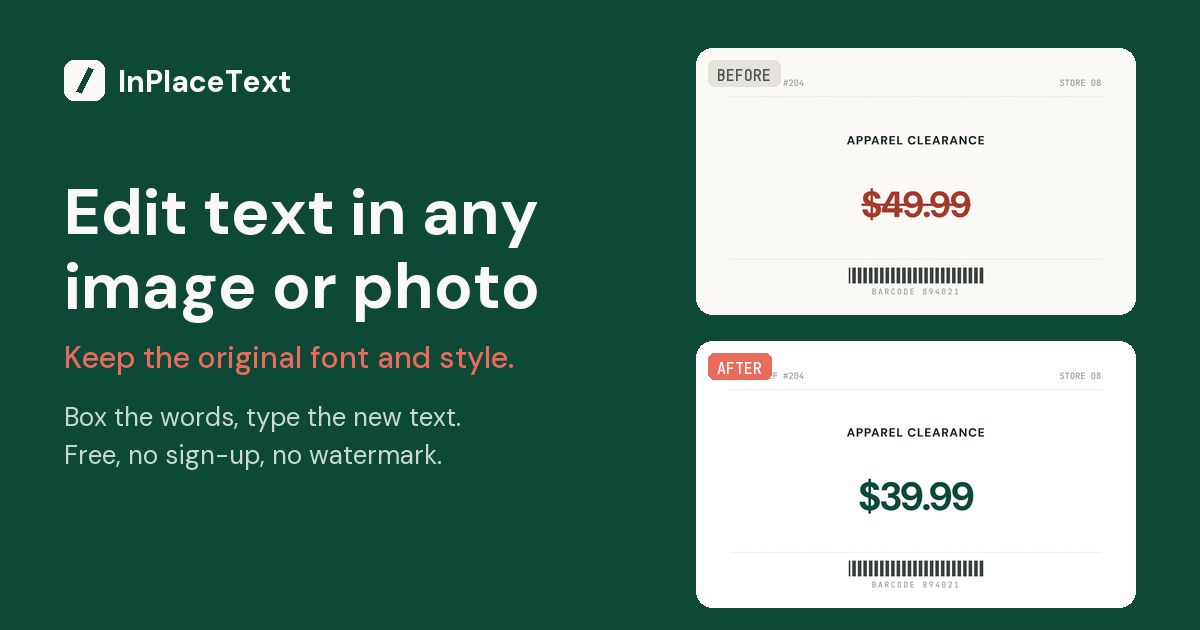 InPlaceText
Edit text in any
image or photo
Keep the original font and style.
Box the words, type the new text.
Free, no sign-up, no watermark.
BEFORE
#204
STORE 08
APPAREL CLEARANCE
$49.99
BARCODE 894021
AFTER
F #204
STORE 08
APPAREL CLEARANCE
$39.99
BARCODE 894021